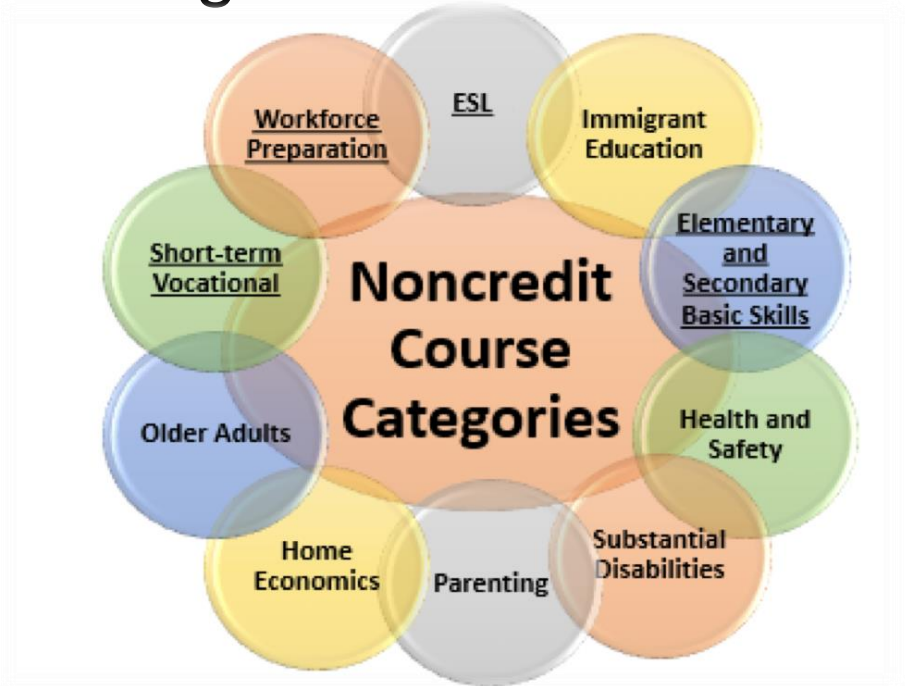 ESL
Immigrant
Education
Elementary
and
Secondary
Basic Skills
Health and
Safety
Substantial
Disabilities
Parenting
Home
Economics
Older Adults
Short-term
Vocational
Workforce
Preparation
Noncredit
Course
Categories